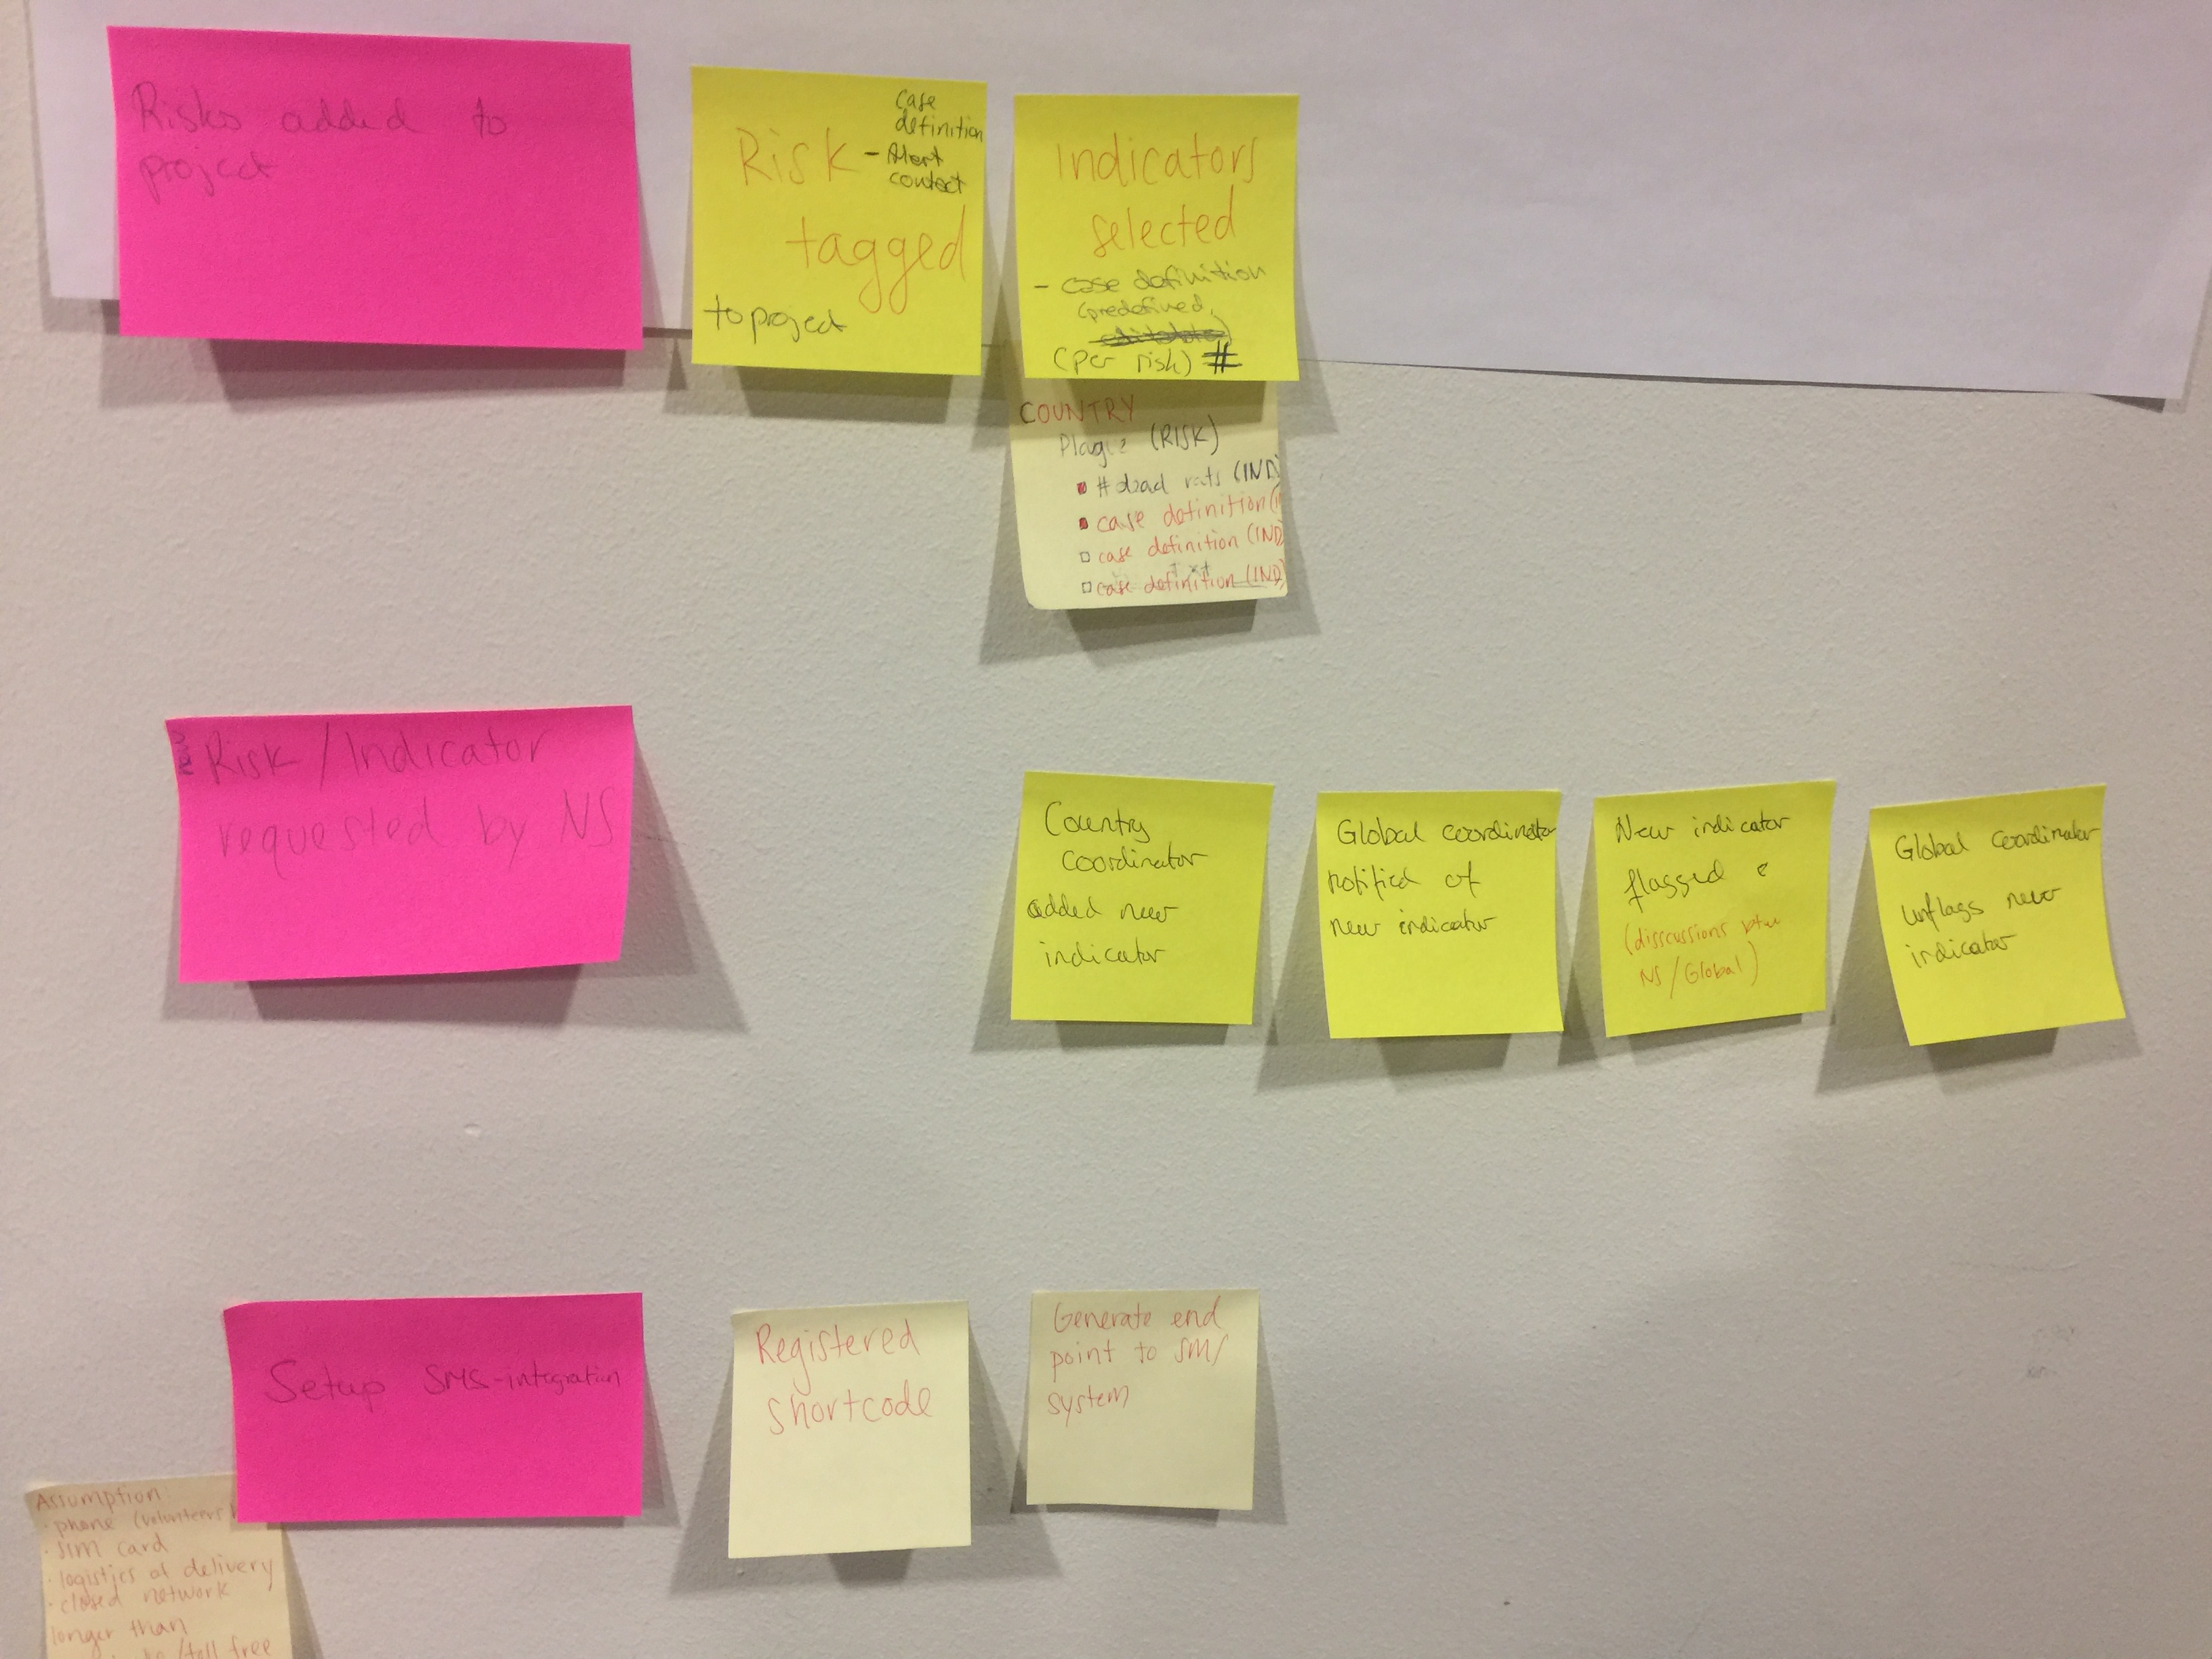 Risks added to
project
Case
definition
- Alert
contact
Risk
tagged
to project
Indicators
selected
- case definition
(predefined,
(per risk) #
COUNTRY
Plague (RISK)
# dead rats (IND)
case definition (I
case definition (IND)
case definition (IND)
Risk / Indicator
requested by NS
Country
Coordinator
added new
indicator
Global coordinator
notified of
new indicator
New indicator
flagged
(disscussions btw
NS/Global)
Global coordinator
unflags new
indicator
Setup SMS-integration
Registered
shortcode
Generate end
point to SMS
system
Assumption
· phone (volunteers
· SIM card
· logistics of delivery
· closed network
longer than
/toll free